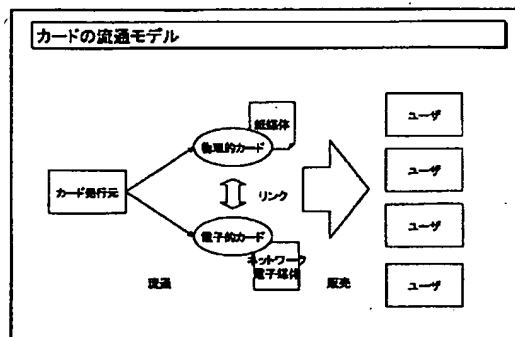 カードの流通モデル
紙媒体
物理的カード
カード発行元
リンク
電子的カード
ネットワーク
電子媒体
流通
販売
ユーザ
ユーザ
ユーザ
ユーザ